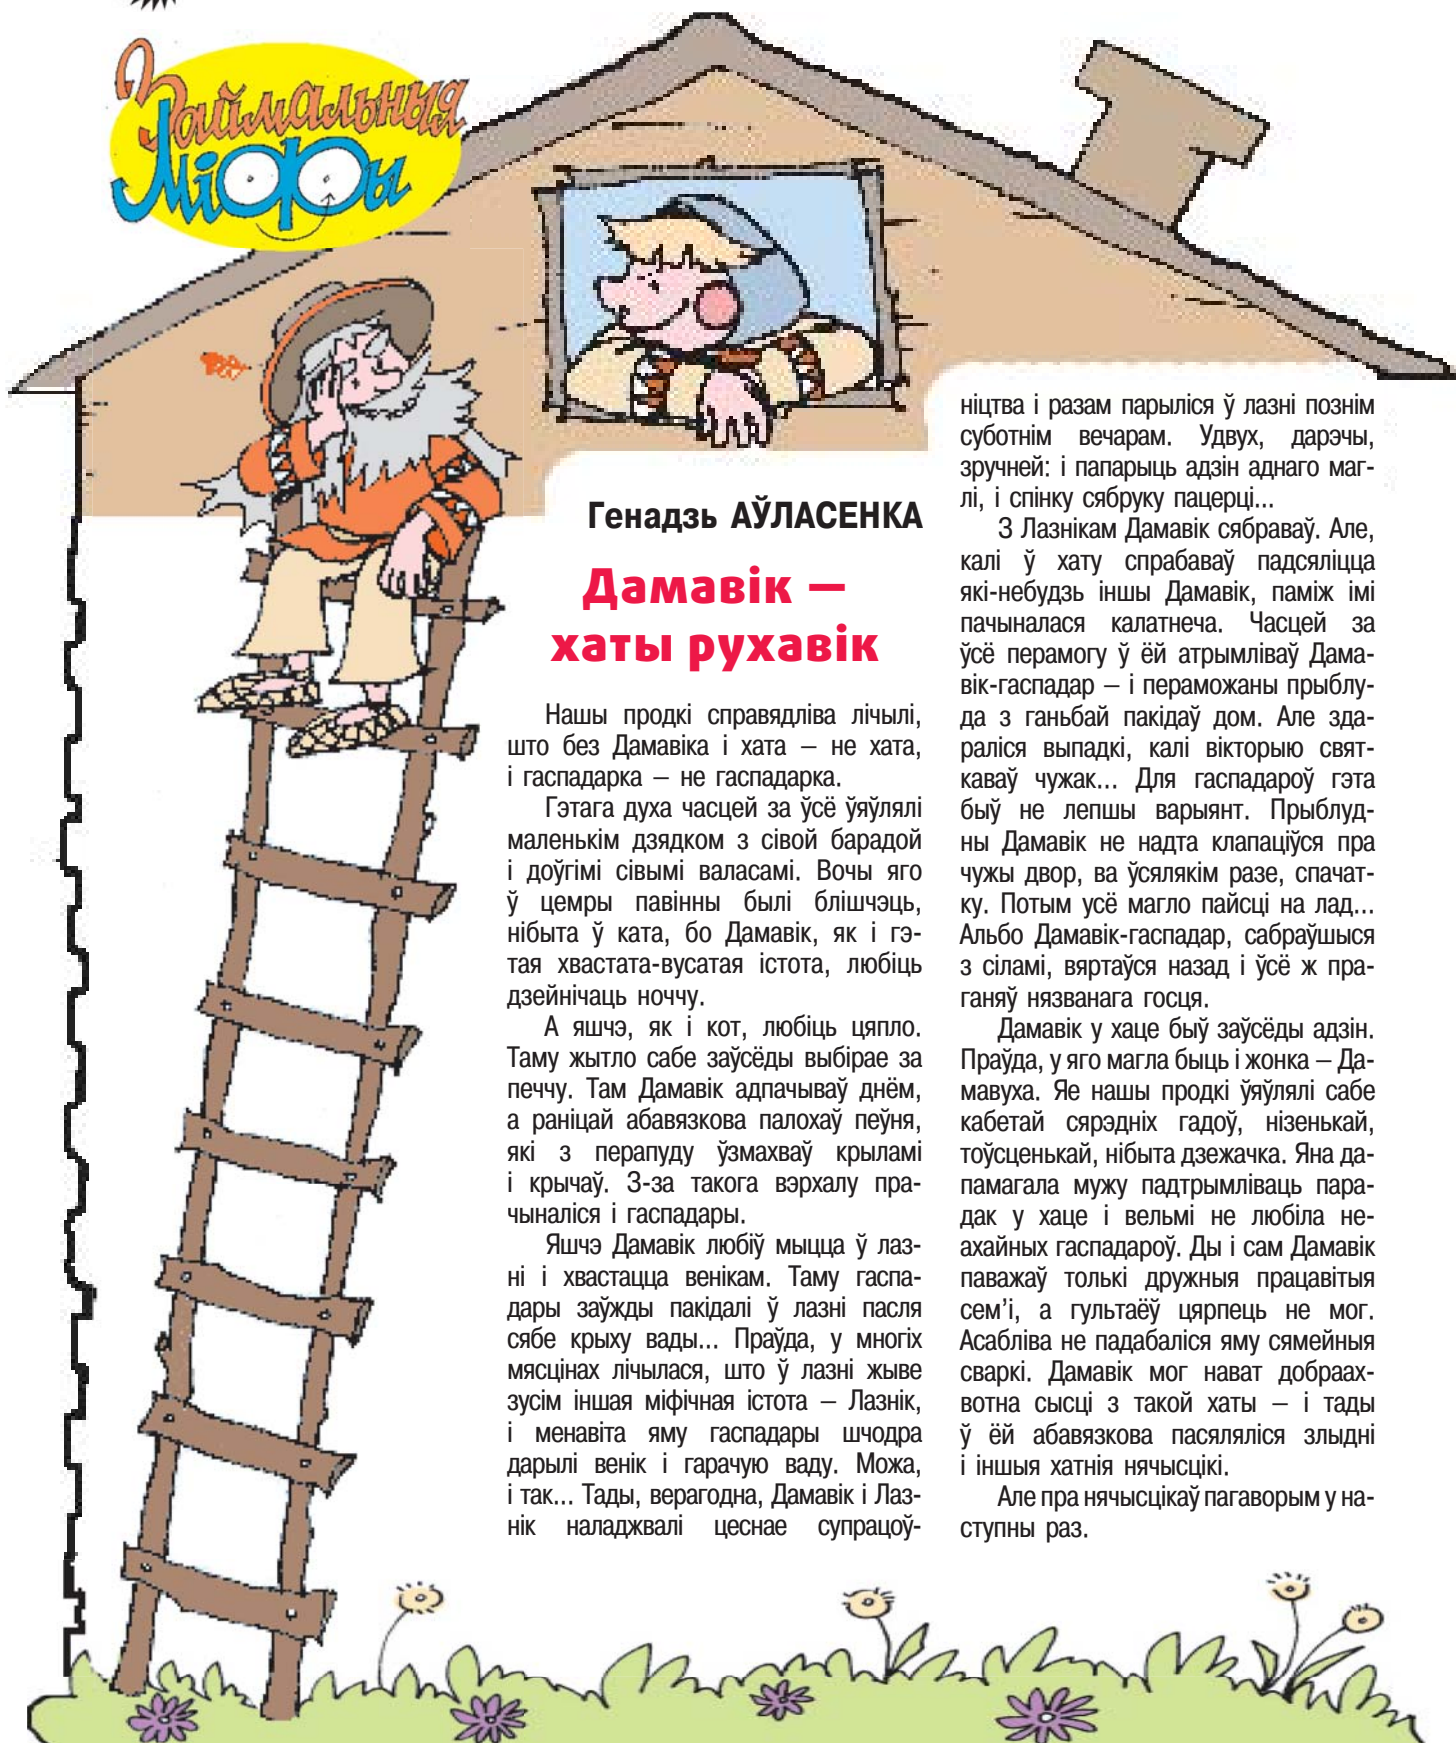 Займальныя
Міфы
Генадзь АЎЛАСЕНКА
Дамавік —
хаты рухавік
Нашы продкі справядліва лічылі,
што без Дамавіка і хата — не хата,
і гаспадарка — не гаспадарка.
Гэтага духа часцей за ўсё ўяўлялі
маленькім дзядком з сівой барадой
і доўгімі сівымі валасамі. Вочы яго
ў цемры павінны былі блішчэць,
нібыта ў ката, бо Дамавік, як і гэ-
тая хвастата-вусатая істота, любіць
дзейнічаць ноччу.
А яшчэ, як і кот, любіць цяпло.
Таму жытло сабе заўсёды выбірае за
печчу. Там Дамавік адпачываў днём,
а раніцай абавязкова палохаў пеўня,
які з перапуду ўзмахваў крыламі
і крычаў. З-за такога вэрхалу пра-
чыналіся і гаспадары.
Яшчэ Дамавік любіў мыцца ў лаз-
ні і хвастацца венікам. Таму гаспа-
дары заўжды пакідалі ў лазні пасля
сябе крыху вады... Праўда, у многіх
мясцінах лічылася, што ў лазні жыве
зусім іншая міфічная істота — Лазнік,
і менавіта яму гаспадары шчодра
дарылі венік і гарачую ваду. Можа,
і так... Тады, верагодна, Дамавік і Лаз-
нік наладжвалі цеснае супрацоў-
ніцтва і разам парыліся ў лазні познім
суботнім вечарам. Удвух, дарэчы,
зручней: і папарыць адзін аднаго маг-
лі, і спінку сябруку пацерці...
З Лазнікам Дамавік сябраваў. Але,
калі ў хату спрабаваў падсяліцца
які-небудзь іншы Дамавік, паміж імі
пачыналася калатнеча. Часцей за
ўсё перамогу ў ёй атрымліваў Дама-
вік-гаспадар — і пераможаны прыблу-
да з ганьбай пакідаў дом. Але зда-
раліся выпадкі, калі вікторыю свят-
каваў чужак... Для гаспадароў гэта
быў не лепшы варыянт. Прыблуд-
ны Дамавік не надта клапаціўся пра
чужы двор, ва ўсялякім разе, спачат-
ку. Потым усё магло пайсці на лад...
Альбо Дамавік-гаспадар, сабраўшыся
з сіламі, вяртаўся назад і ўсё ж пра-
ганяў нязванага госця.
Дамавік у хаце быў заўсёды адзін.
Праўда, у яго магла быць і жонка — Да-
мавуха. Яе нашы продкі ўяўлялі сабе
кабетай сярэдніх гадоў, нізенькай,
тоўсценькай, нібыта дзежачка. Яна да-
памагала мужу падтрымліваць пара-
дак у хаце і вельмі не любіла не-
ахайных гаспадароў. Ды і сам Дамавік
паважаў толькі дружныя працавітыя
сем’і, а гультаёў цярпець не мог.
Асабліва не падабаліся яму сямейныя
сваркі. Дамавік мог нават добраах-
вотна сысці з такой хаты — і тады
ў ёй абавязкова пасяляліся злыдні
і іншыя хатнія нячысцікі.
Але пра нячысцікаў пагаворым у на-
ступны раз.